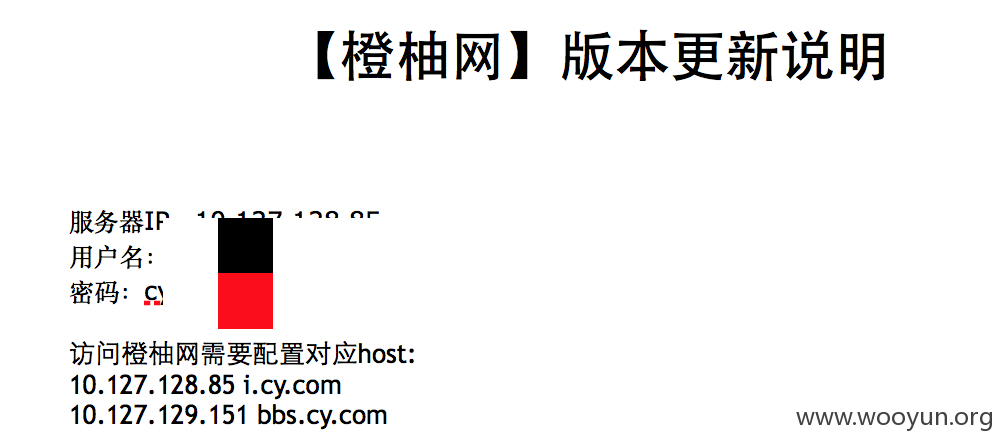 【橙柚网】版本更新说明
服务器IP 10.127.128.85
用户名：
密码：cy
访问橙柚网需要配置对应host:
10.127.128.85 i.cy.com
10.127.129.151 bbs.cy.com
www.wooyun.org